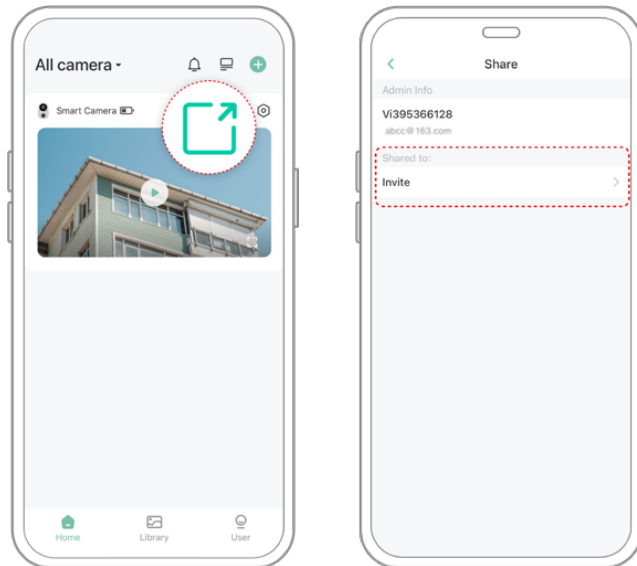 All camera
Smart Camera
Home
Library
User
Share
Admin Info
Vi395366128
abcc@163.com
Shared to:
Invite